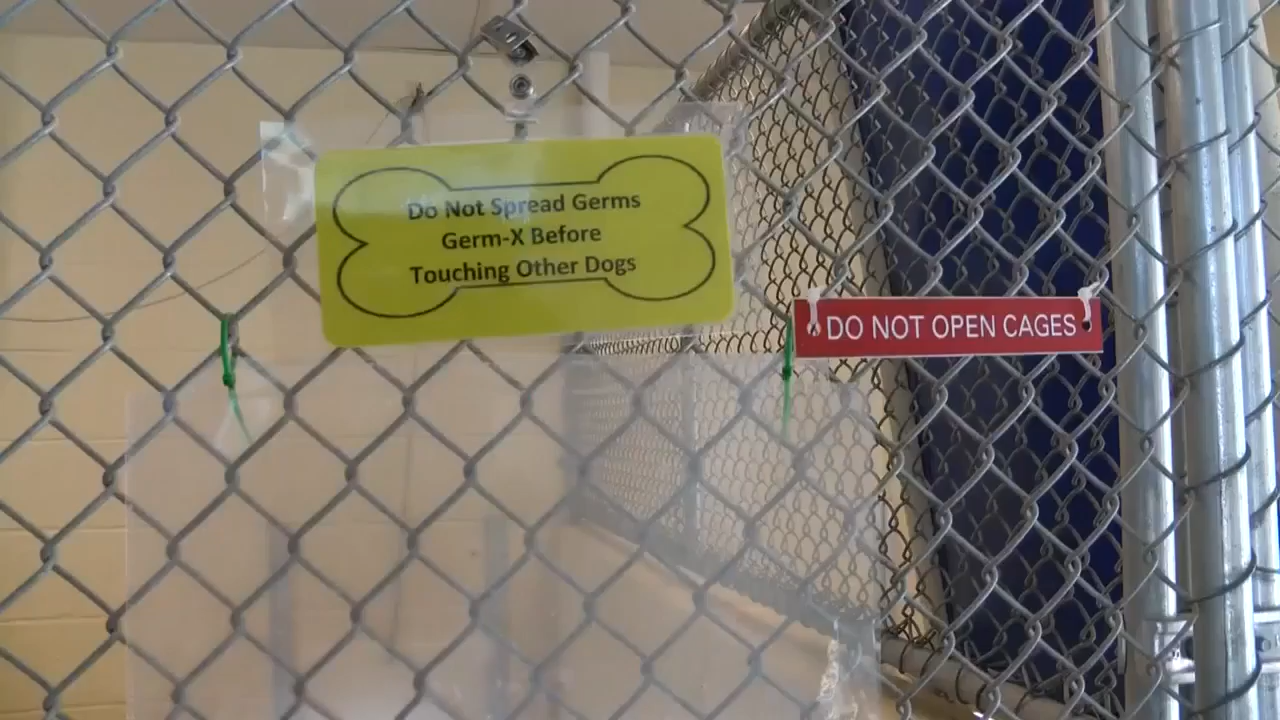 Do Not Spread Germs
Germ-X Before
Touching Other Dogs
DO NOT OPEN CAGES